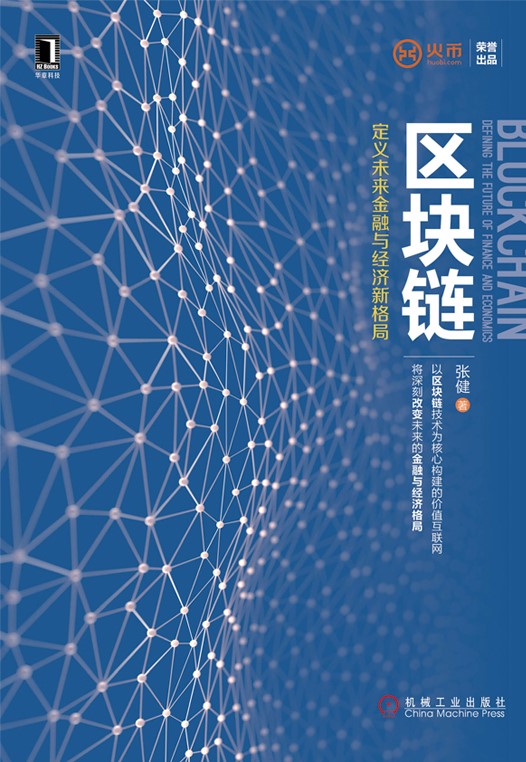 HZ BOOKS
华章科技
火币
huobi.com
荣誉
出品
BLOCKCHAIN
DEFINING THE FUTURE OF FINANCE AND ECONOMICS
区块链
定义未来金融与经济新格局
张健 著
以区块链技术为核心构建的价值互联网
将深刻改变未来的金融与经济格局
机械工业出版社
China Machine Press